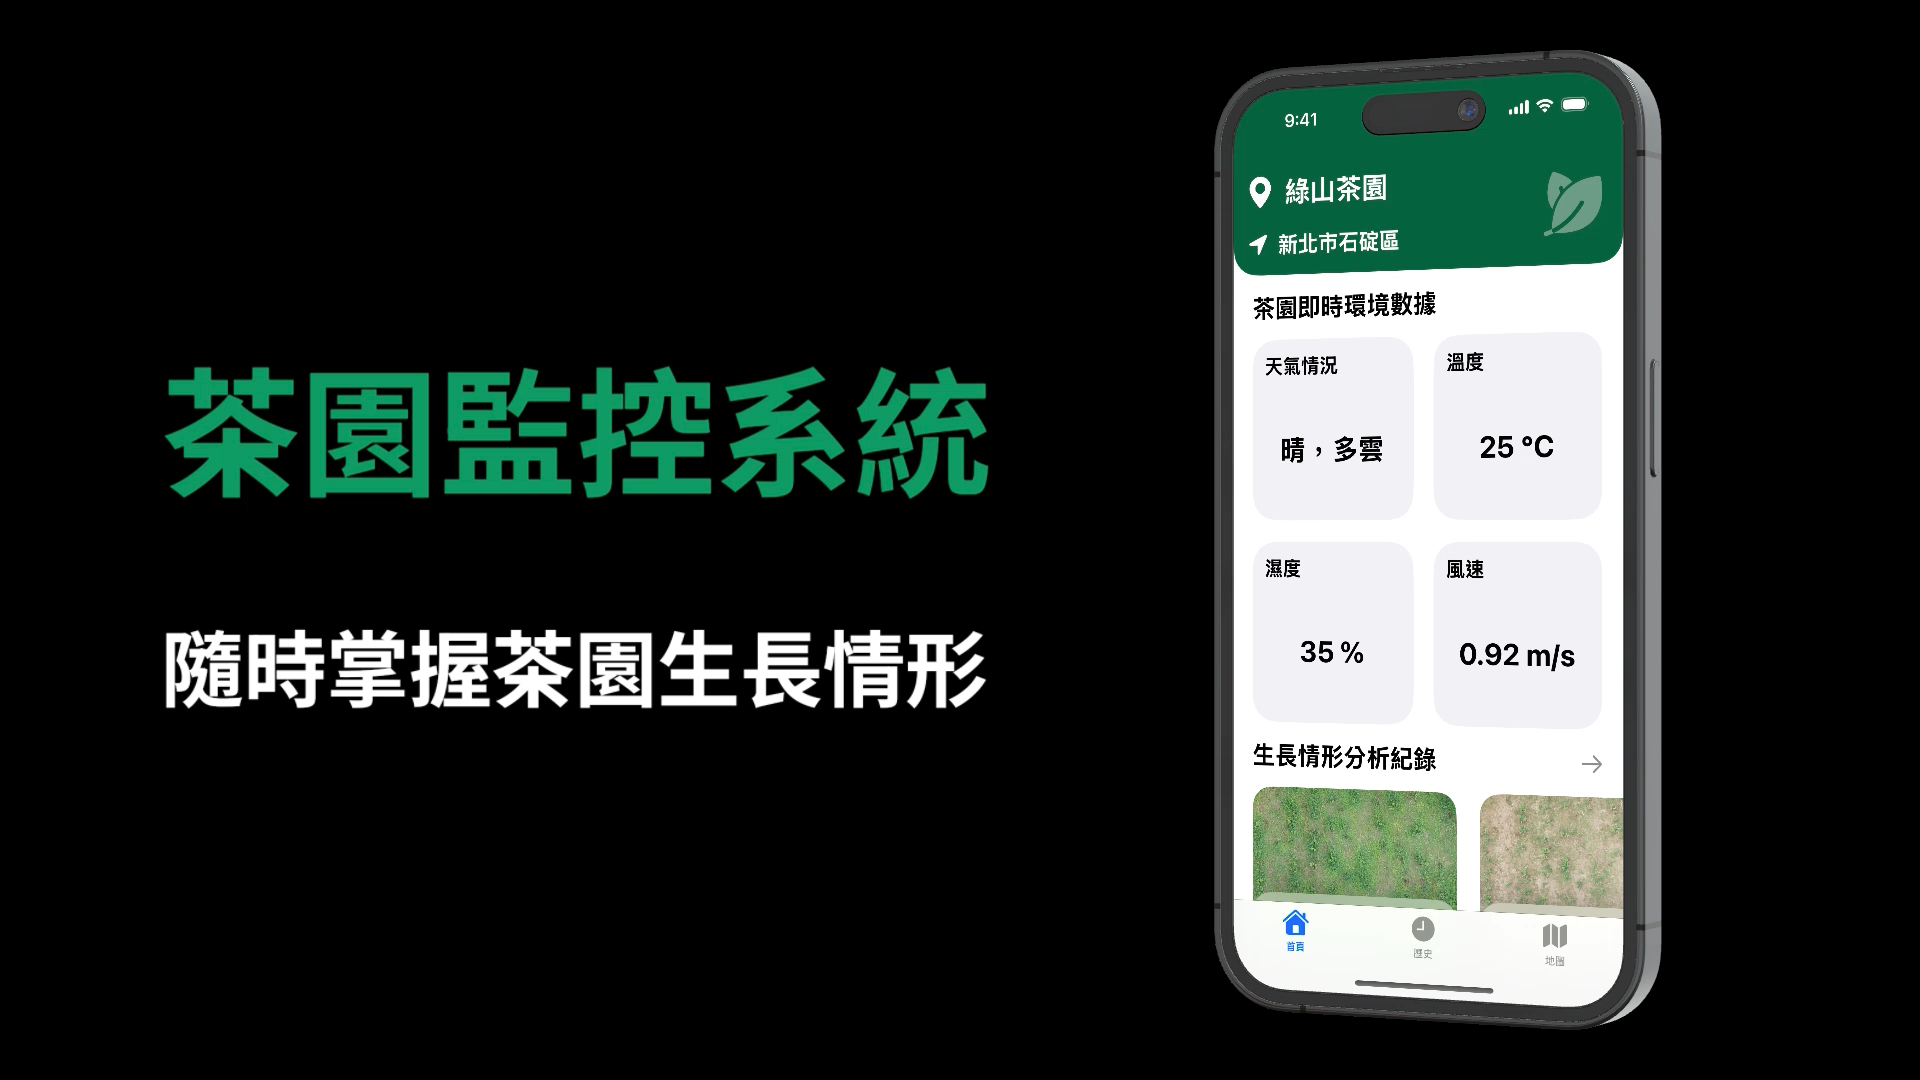 茶園監控系統
隨時掌握茶園生長情形
9:41
綠山茶園
新北市石碇區
茶園即時環境數據
天氣情況
溫度
晴，多雲
25 °C
濕度
風速
35 %
0.92 m/s
生長情形分析紀錄
首頁
歷史
地圖